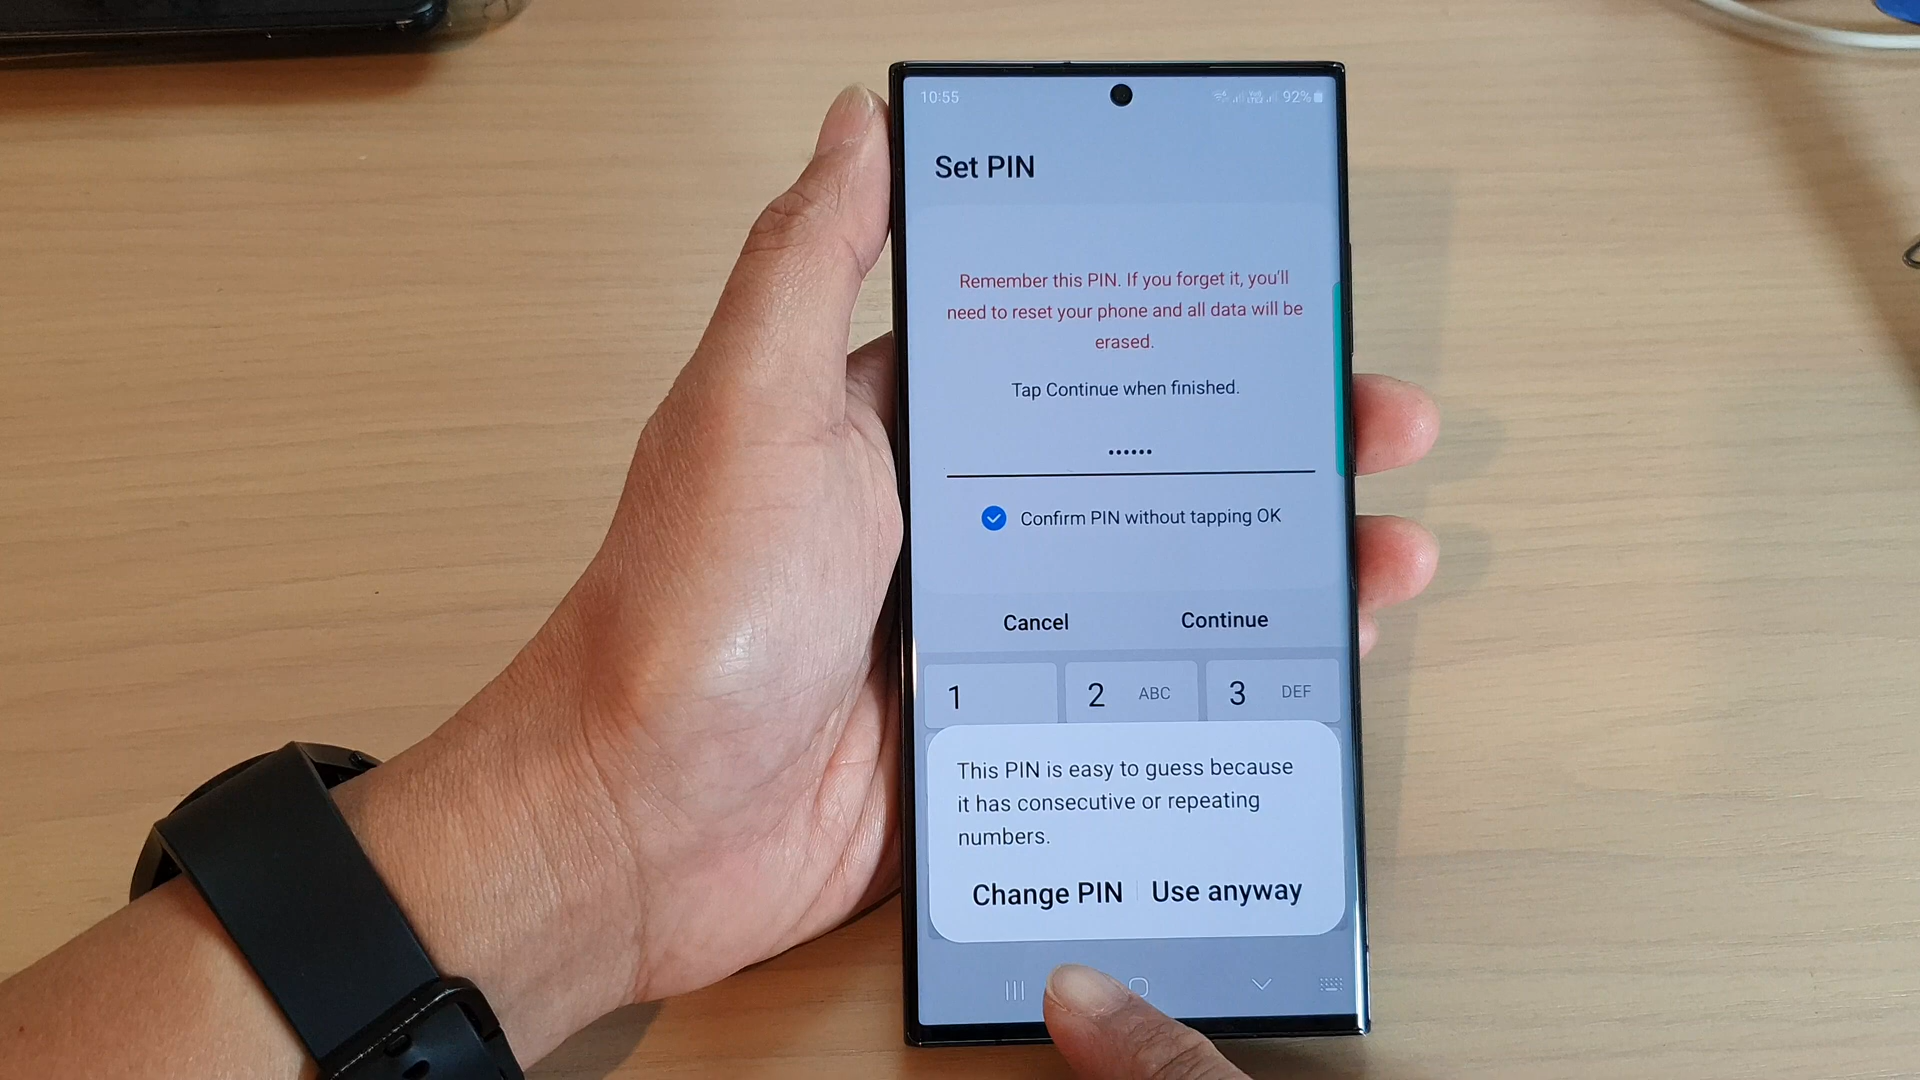 10:55
92%
Set PIN
Remember this PIN. If you forget it, you'll
need to reset your phone and all data will be
erased.
Tap Continue when finished.
••••••
Confirm PIN without tapping OK
Cancel Continue
1 2 ABC 3 DEF
This PIN is easy to guess because
it has consecutive or repeating
numbers.
Change PIN Use anyway